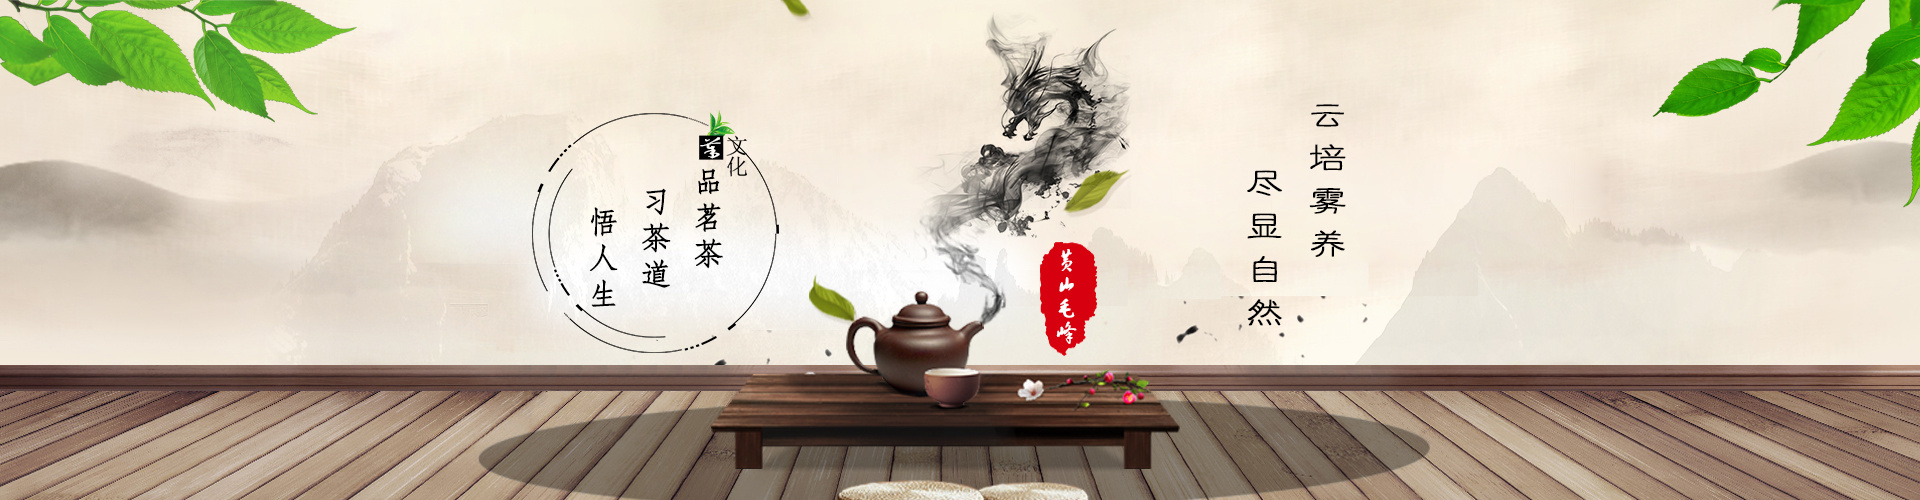 茶文化
品茗茶
习茶道
悟人生
黄山毛峰
云培雾养
尽显自然